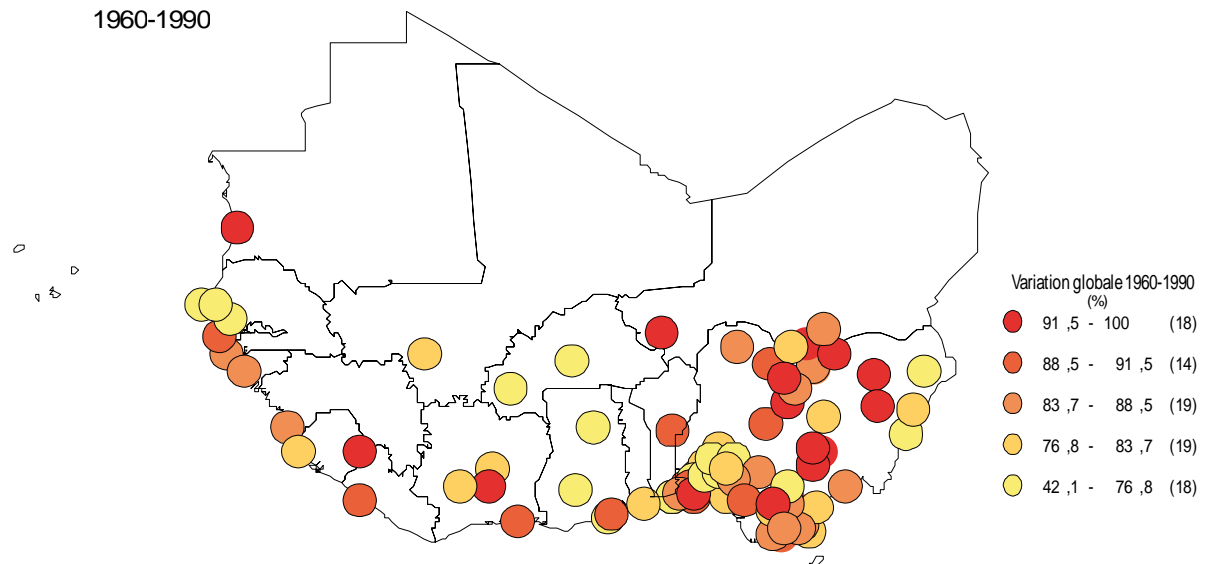 1960-1990
Variation globale 1960-1990
(%)
91 ,5 - 100 (18)
88 ,5 - 91 ,5 (14)
83 ,7 - 88 ,5 (19)
76 ,8 - 83 ,7 (19)
42 ,1 - 76 ,8 (18)